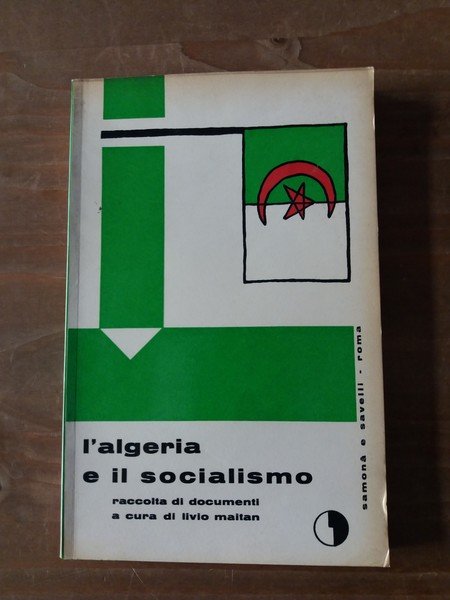 l'algeria
e il socialismo
raccolta di documenti
a cura di livio maitan
samonà e savelli - roma